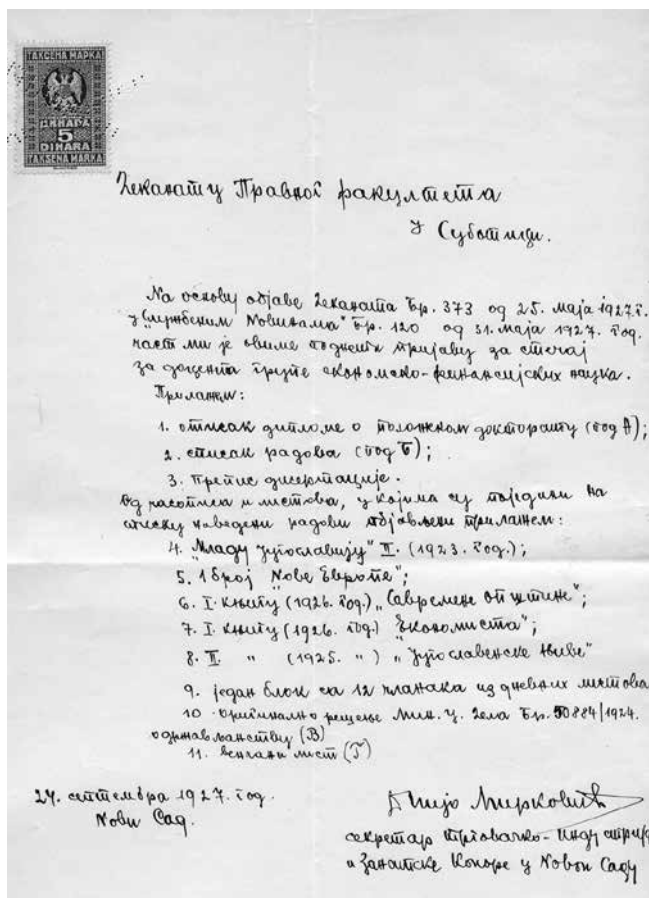 ТАКСЕНА МАРКА
ДИНАРА
5
DINARA
TAKSENA MARKA
Деканату Правног факултета
у Суботици.
На основу објаве Деканата бр. 373 од 25. маја 1927. г.
у „Службеним Новинама“ бр. 120 од 31. маја 1927. год.
част ми је овиме поднети пријаву за стечај
за доцента групе економско-финансијских наука.
Прилажем:
1. отисак дипломе о положеном докторату (под А);
2. списак радова (под Б);
3. препис дисертације.
Од часописа и листова, у којима су поједини на
списку наведени радови објављени прилажем:
4. „Младу Југославију“ II. (1923. год.);
5. 1 број „Нове Европе“;
6. I. књигу (1926. год.) „Савремене општине“;
7. I. књигу (1926. год.) „Економиста“;
8. II. „ (1925. „ ) „Југославенске Њиве“
9. један блок са 12 чланака из дневних листова
10. Оригинално решење Мин. у. Дела бр. 50884/1924.
о држављанству (В)
11. Венчани лист (Г)
24. септембра 1927. год.
Нови Сад.
Мијо Мирковић
секретар Трговачко-Индустријске
и Занатске Коморе у Новом Саду